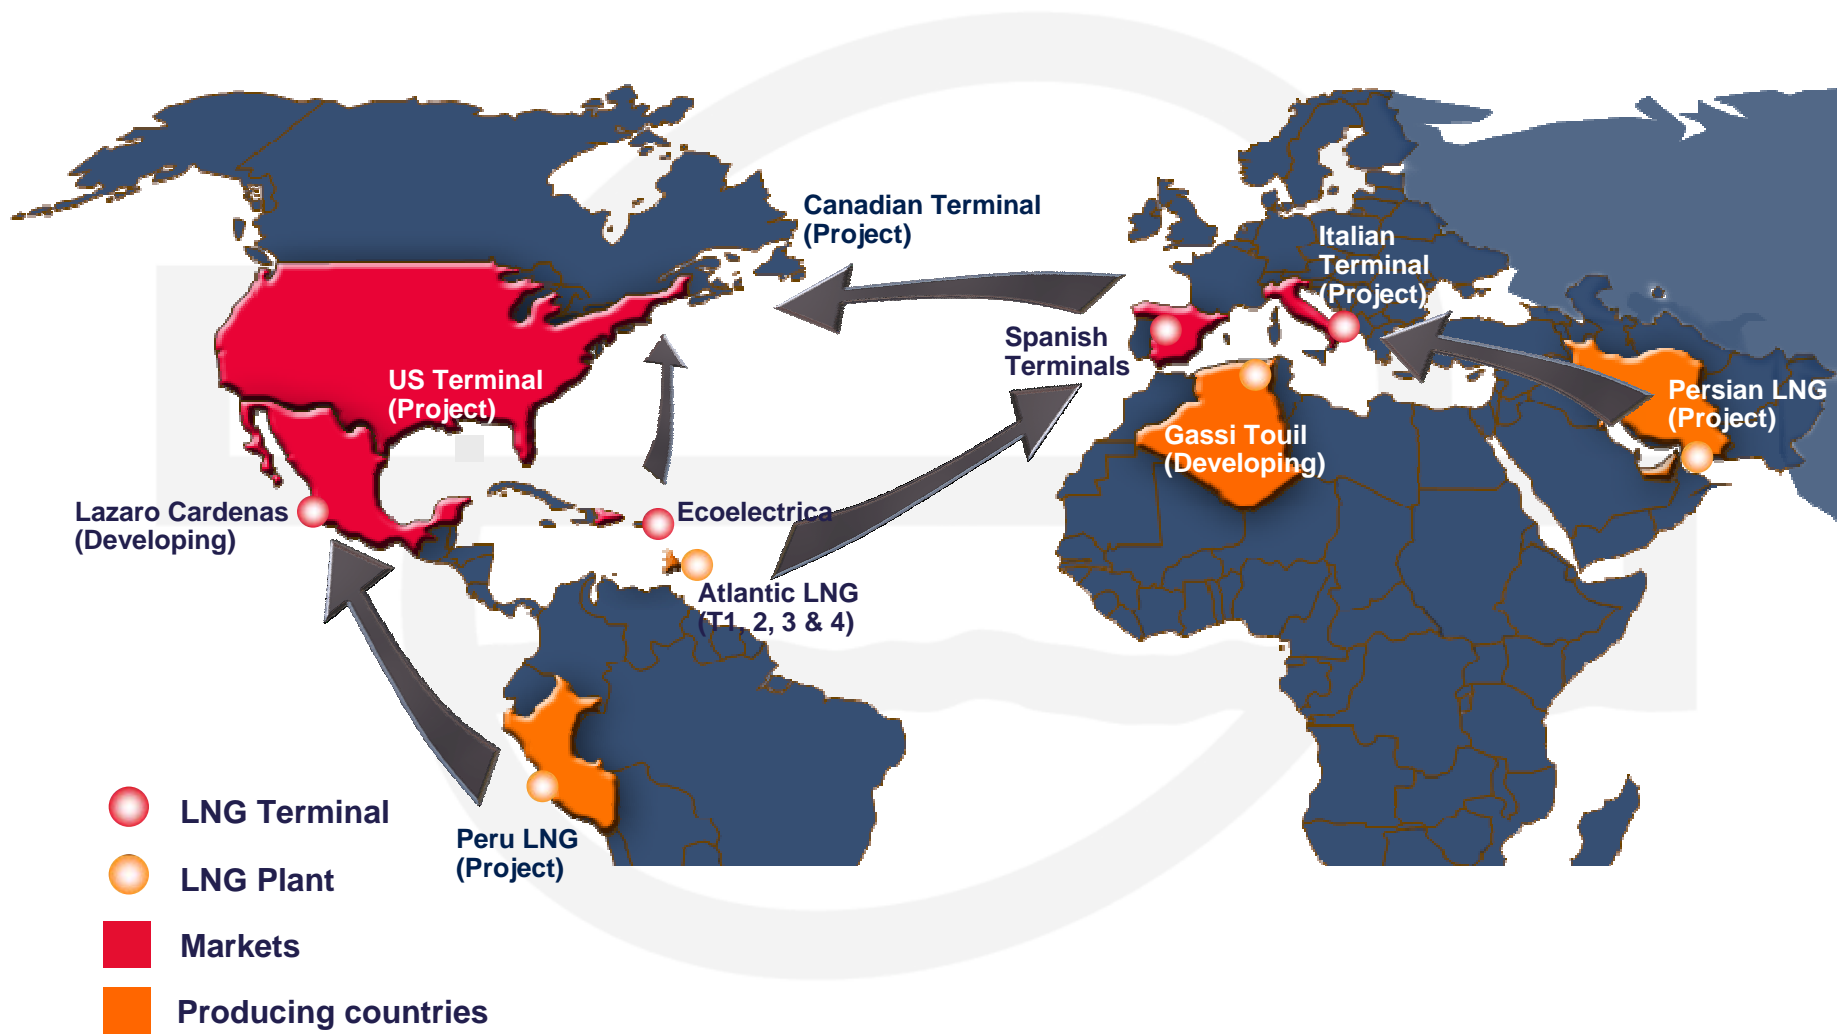 Canadian Terminal
(Project)
Italian
Terminal
(Project)
Spanish
Terminals
US Terminal
(Project)
Persian LNG
(Project)
Gassi Touil
(Developing)
Lazaro Cardenas
(Developing)
Ecoelectrica
Atlantic LNG
(T1, 2, 3 & 4)
Peru LNG
(Project)
LNG Terminal
LNG Plant
Markets
Producing countries